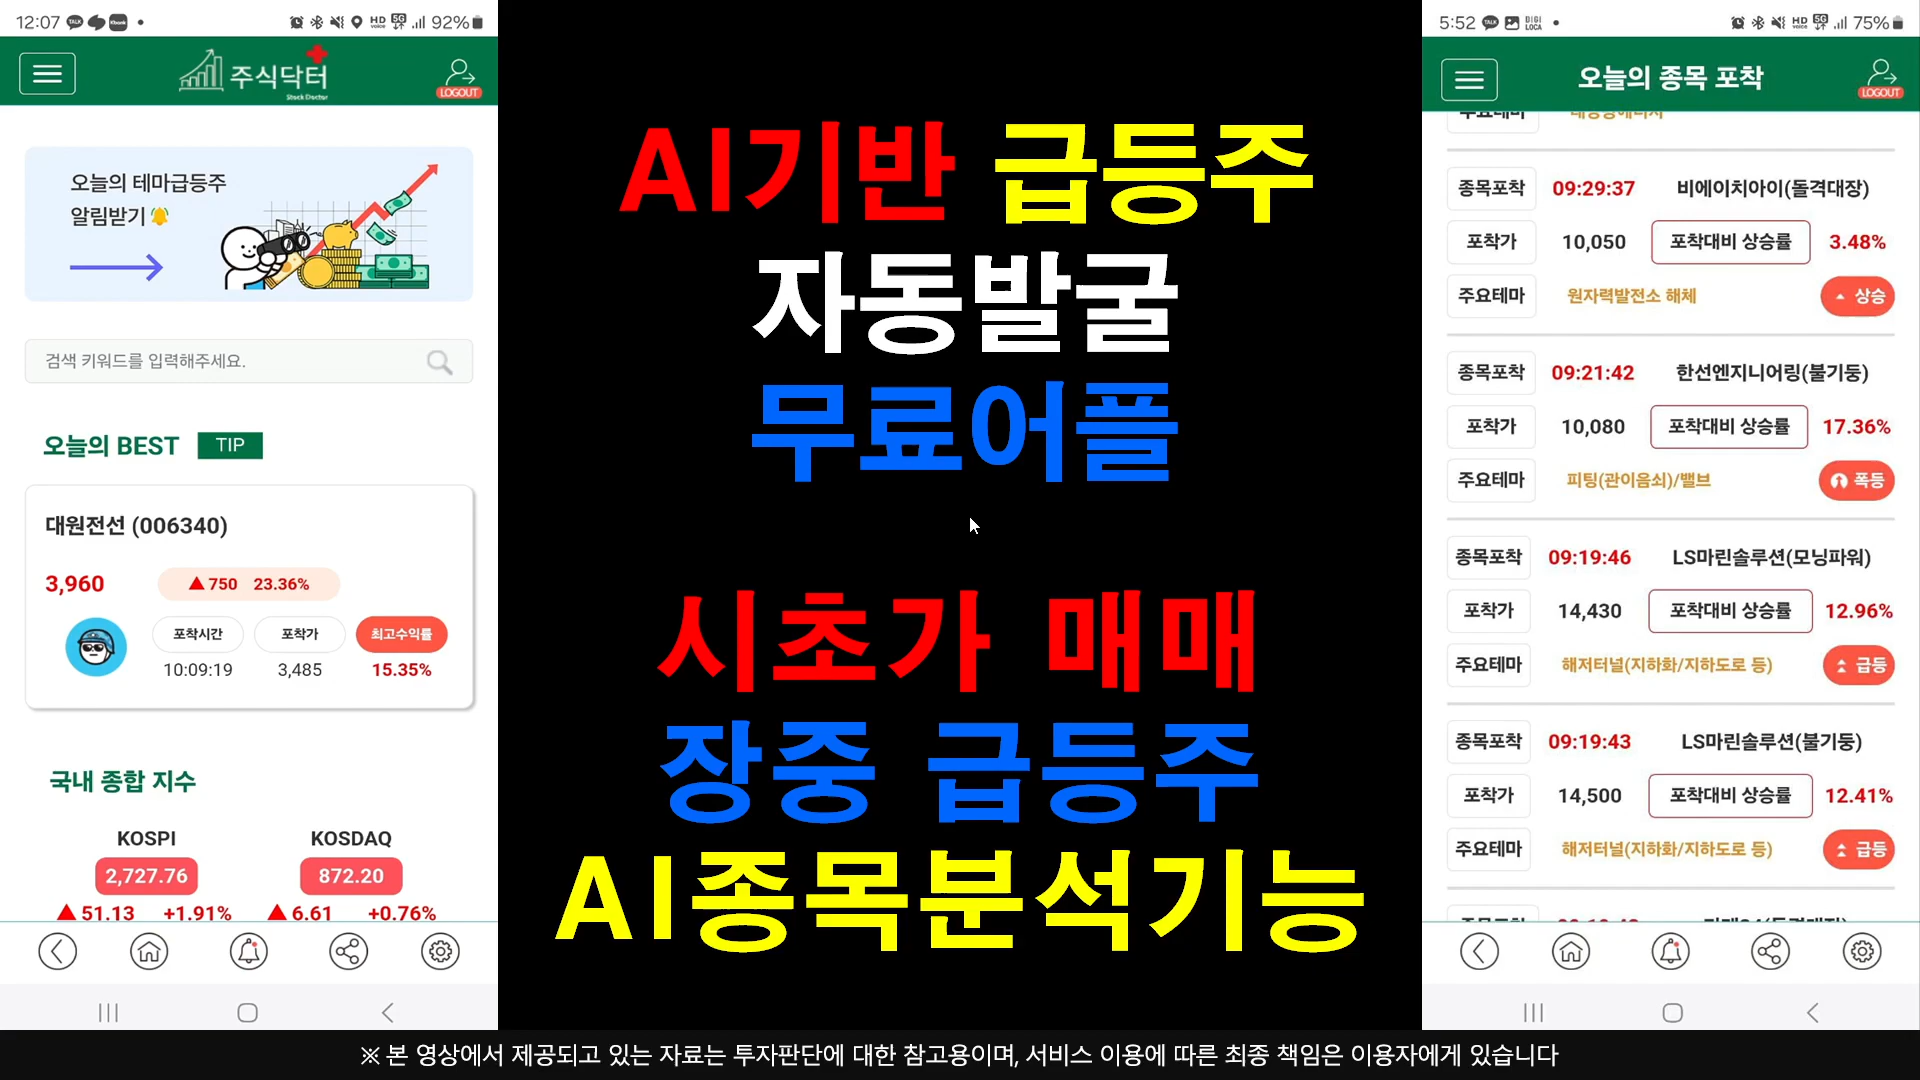 12:07
92%
주식닥터
Stock Doctor
LOGOUT
오늘의 테마급등주
알림받기
검색 키워드를 입력해주세요.
오늘의 BEST TIP
대원전선 (006340)
3,960 ▲750 23.36%
포착시간 포착가 최고수익률
10:09:19 3,485 15.35%
국내 종합 지수
KOSPI KOSDAQ
2,727.76 872.20
▲51.13 +1.91% ▲6.61 +0.76%
AI기반 급등주
자동발굴
무료어플
시초가 매매
장중 급등주
AI종목분석기능
5:52
75%
오늘의 종목 포착
LOGOUT
종목포착 09:29:37 비에이치아이(돌격대장)
포착가 10,050 포착대비 상승률 3.48%
주요테마 원자력발전소 해체 상승
종목포착 09:21:42 한선엔지니어링(불기둥)
포착가 10,080 포착대비 상승률 17.36%
주요테마 피팅(관이음쇠)/밸브 폭등
종목포착 09:19:46 LS마린솔루션(모닝파워)
포착가 14,430 포착대비 상승률 12.96%
주요테마 해저터널(지하화/지하도로 등) 급등
종목포착 09:19:43 LS마린솔루션(불기둥)
포착가 14,500 포착대비 상승률 12.41%
주요테마 해저터널(지하화/지하도로 등) 급등
※ 본 영상에서 제공되고 있는 자료는 투자판단에 대한 참고용이며, 서비스 이용에 따른 최종 책임은 이용자에게 있습니다